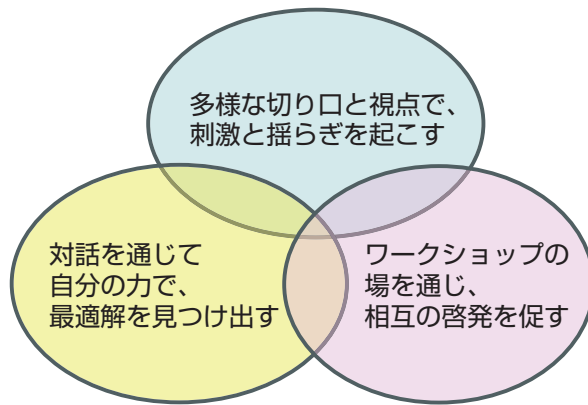 多様な切り口と視点で、
刺激と揺らぎを起こす
対話を通じて
自分の力で、
最適解を見つけ出す
ワークショップの
場を通じ、
相互の啓発を促す